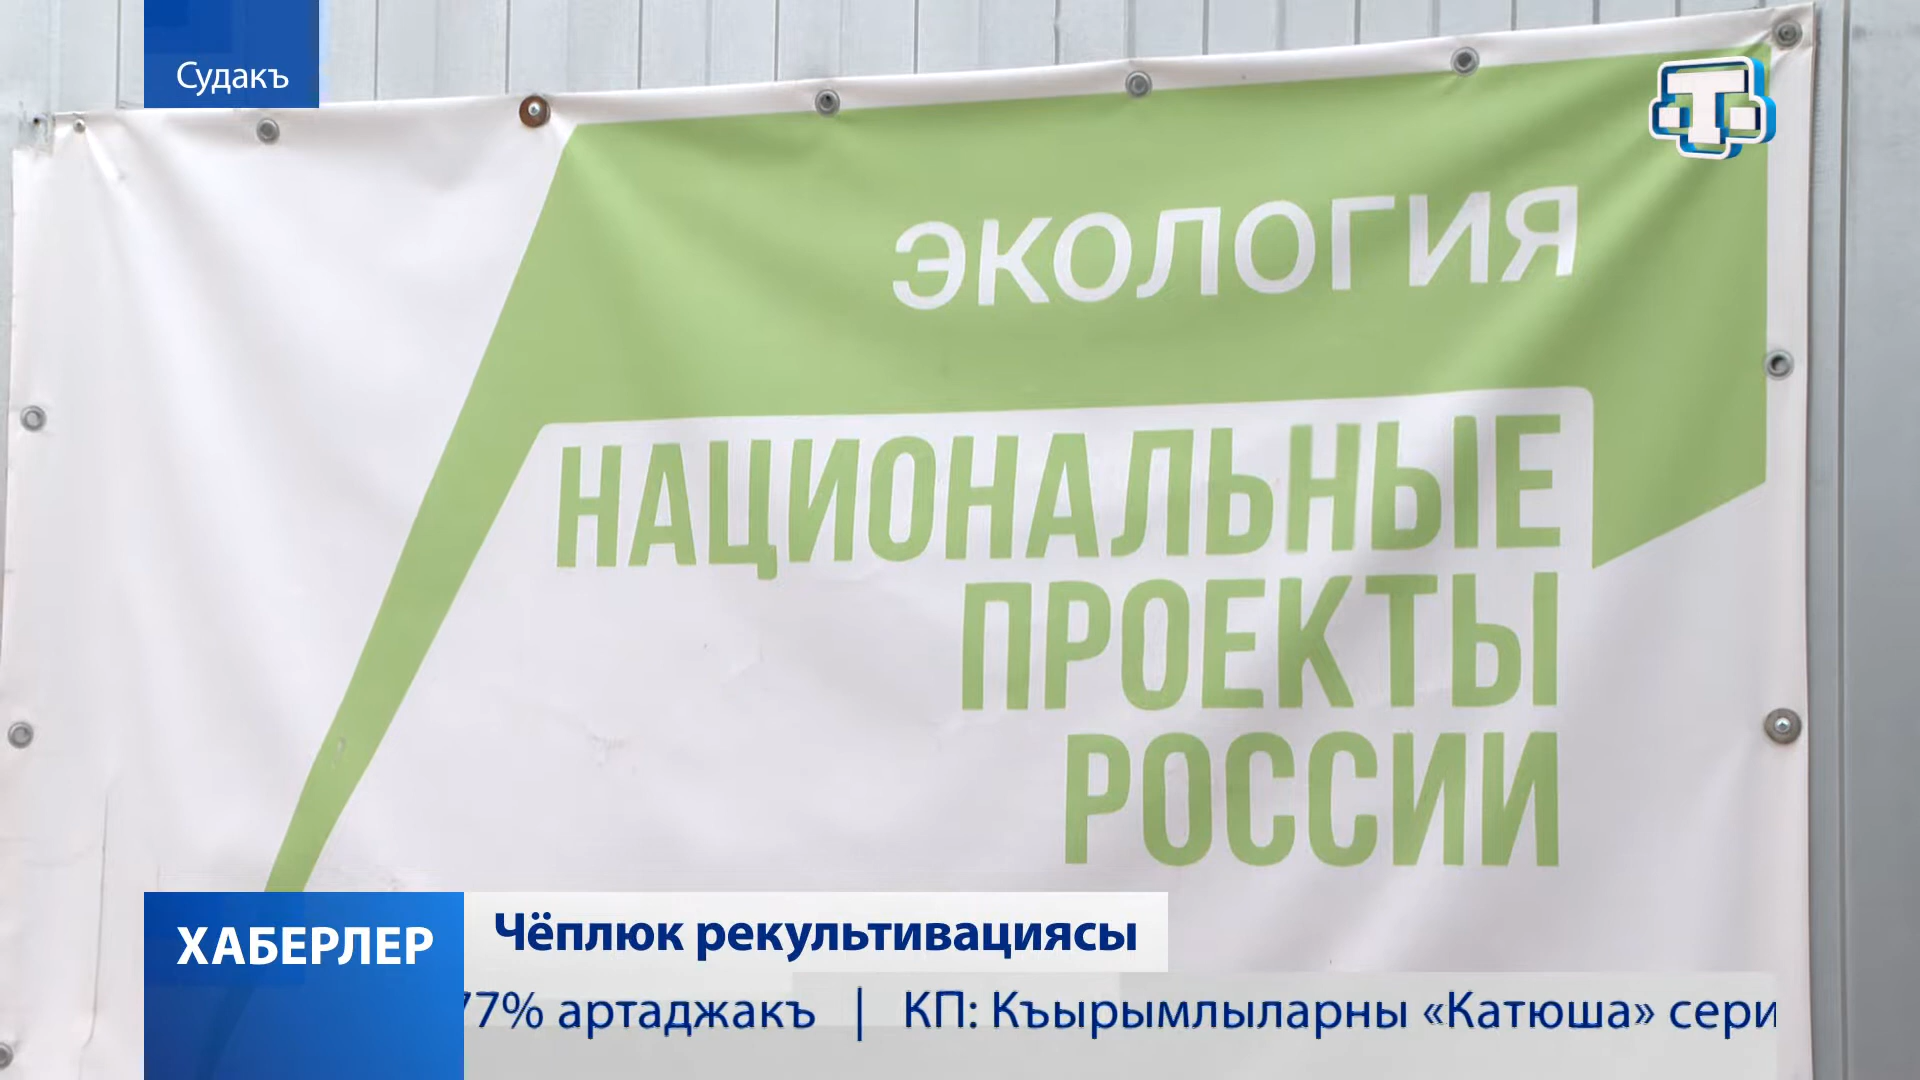 Судакъ
Т
ЭКОЛОГИЯ
НАЦИОНАЛЬНЫЕ
ПРОЕКТЫ
РОССИИ
ХАБЕРЛЕР
Чёплюк рекультивациясы
77% артаджакъ | КП: Къырымлыларны «Катюша» сери